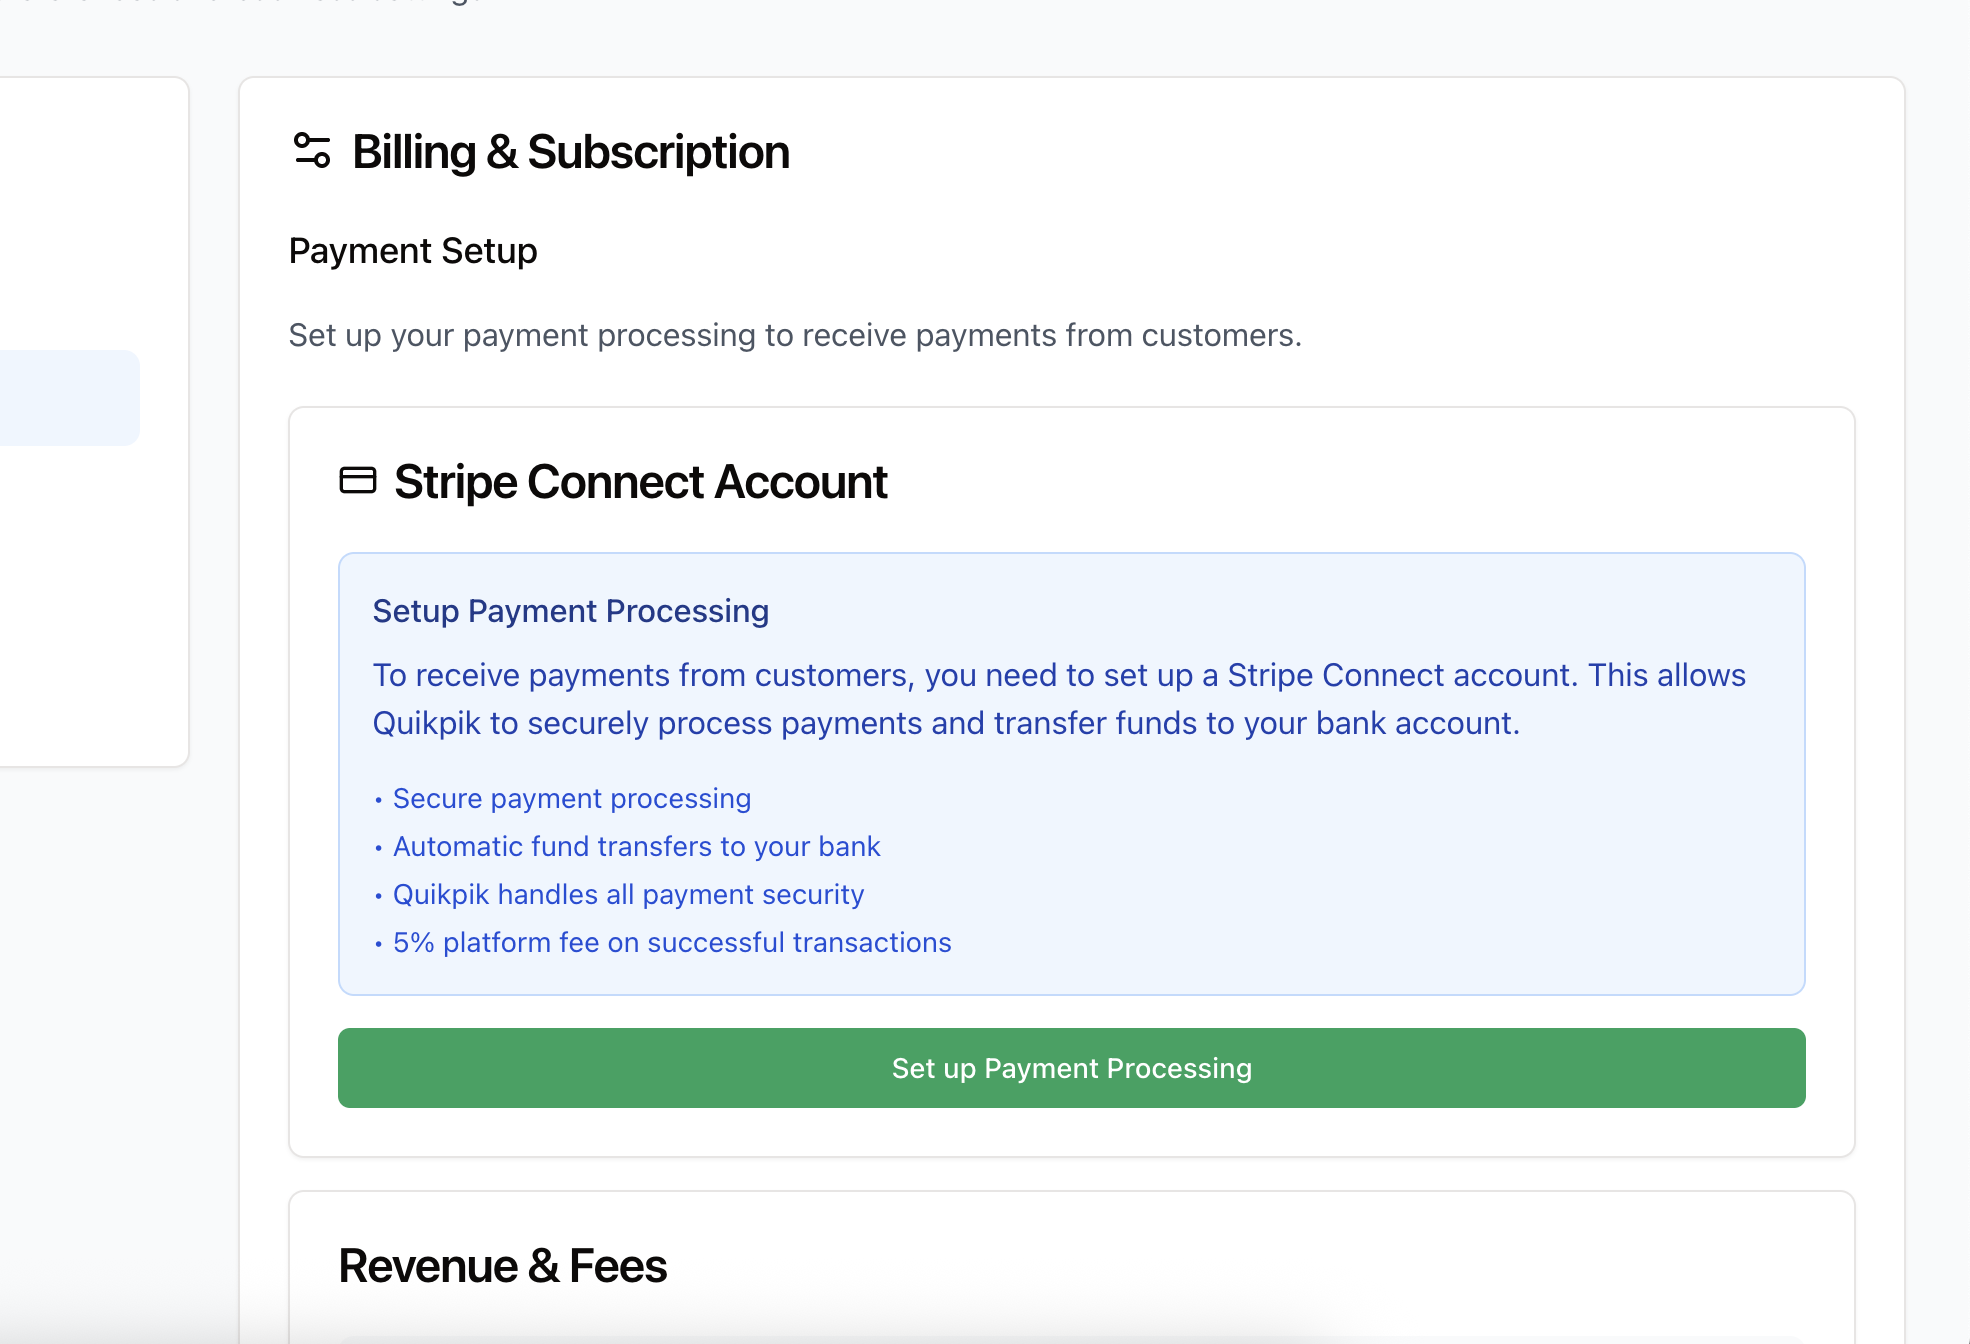 Billing & Subscription
Payment Setup
Set up your payment processing to receive payments from customers.
Stripe Connect Account
Setup Payment Processing
To receive payments from customers, you need to set up a Stripe Connect account. This allows
Quikpik to securely process payments and transfer funds to your bank account.
• Secure payment processing
• Automatic fund transfers to your bank
• Quikpik handles all payment security
• 5% platform fee on successful transactions
Set up Payment Processing
Revenue & Fees